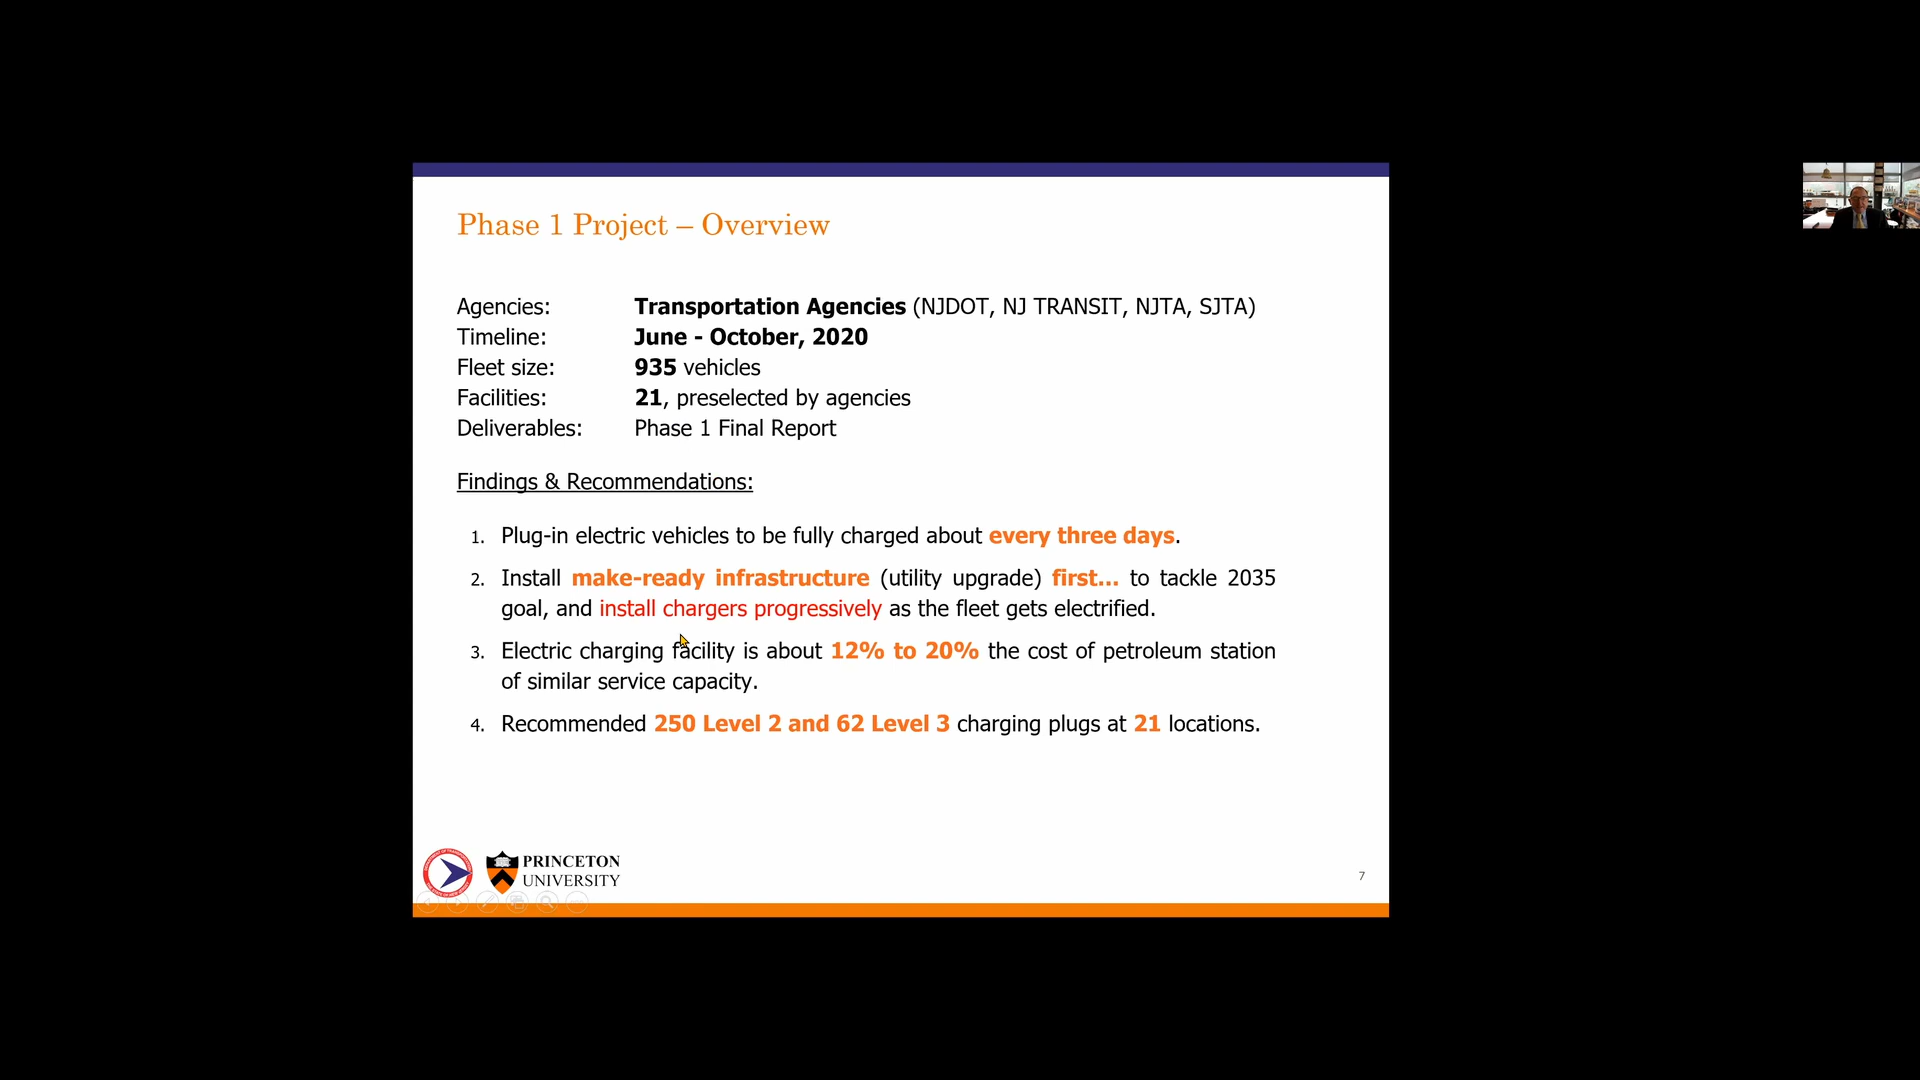 Phase 1 Project – Overview
Agencies: Transportation Agencies (NJDOT, NJ TRANSIT, NJTA, SJTA)
Timeline: June - October, 2020
Fleet size: 935 vehicles
Facilities: 21, preselected by agencies
Deliverables: Phase 1 Final Report
Findings & Recommendations:
1. Plug-in electric vehicles to be fully charged about every three days.
2. Install make-ready infrastructure (utility upgrade) first... to tackle 2035
goal, and install chargers progressively as the fleet gets electrified.
3. Electric charging facility is about 12% to 20% the cost of petroleum station
of similar service capacity.
4. Recommended 250 Level 2 and 62 Level 3 charging plugs at 21 locations.
PRINCETON
UNIVERSITY
7